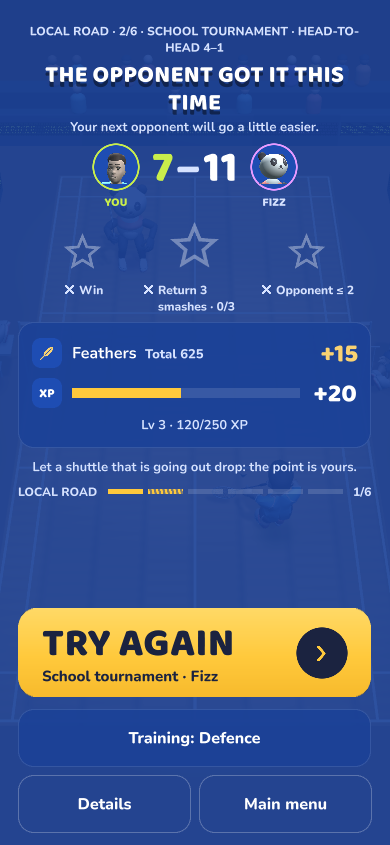 LOCAL ROAD · 2/6 · SCHOOL TOURNAMENT · HEAD-TO-
HEAD 4–1
THE OPPONENT GOT IT THIS
TIME
Your next opponent will go a little easier.
7–11
YOU
FIZZ
✕ Win
✕ Return 3
smashes · 0/3
✕ Opponent ≤ 2
Feathers Total 625 +15
XP +20
Lv 3 · 120/250 XP
Let a shuttle that is going out drop: the point is yours.
LOCAL ROAD 1/6
TRY AGAIN
School tournament · Fizz
Training: Defence
Details
Main menu